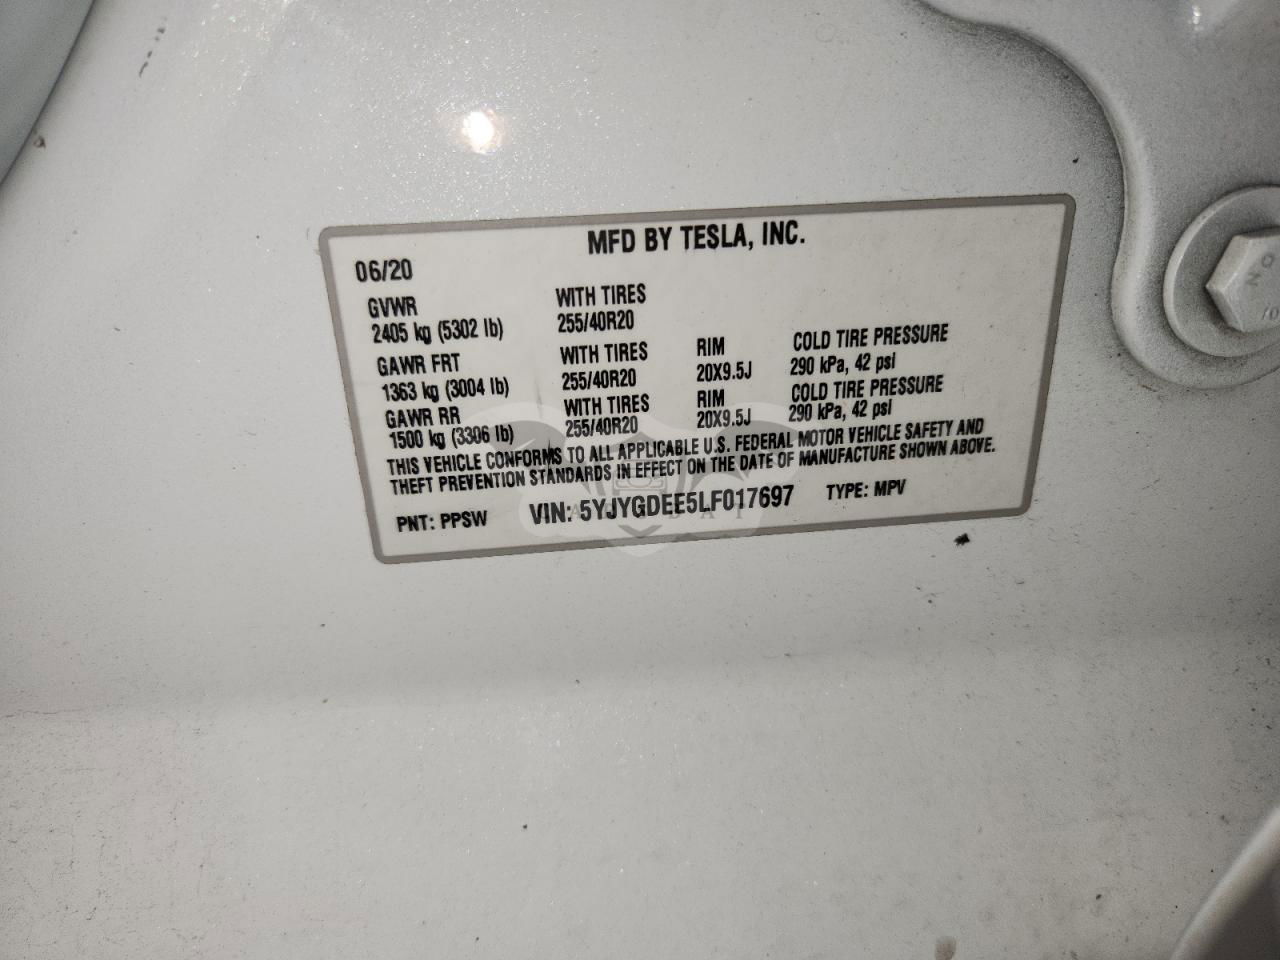 MFD BY TESLA, INC.
06/20
GVWR WITH TIRES
2405 kg (5302 lb) 255/40R20
GAWR FRT WITH TIRES RIM COLD TIRE PRESSURE
1363 kg (3004 lb) 255/40R20 20X9.5J 290 kPa, 42 psi
GAWR RR WITH TIRES RIM COLD TIRE PRESSURE
1500 kg (3306 lb) 255/40R20 20X9.5J 290 kPa, 42 psi
THIS VEHICLE CONFORMS TO ALL APPLICABLE U.S. FEDERAL MOTOR VEHICLE SAFETY AND
THEFT PREVENTION STANDARDS IN EFFECT ON THE DATE OF MANUFACTURE SHOWN ABOVE.
PNT: PPSW VIN: 5YJYGDEE5LF017697 TYPE: MPV